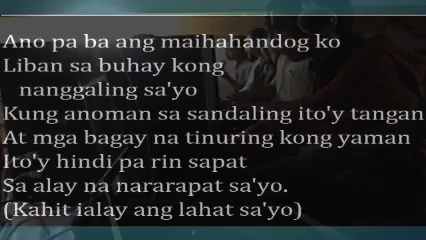 Ano pa ba ang maihahandog ko
Liban sa buhay kong
nanggaling sa'yo
Kung anoman sa sandaling ito'y tangan
At mga bagay na tinuring kong yaman
Ito'y hindi pa rin sapat
Sa alay na nararapat sa'yo.
(Kahit ialay ang lahat sa'yo)